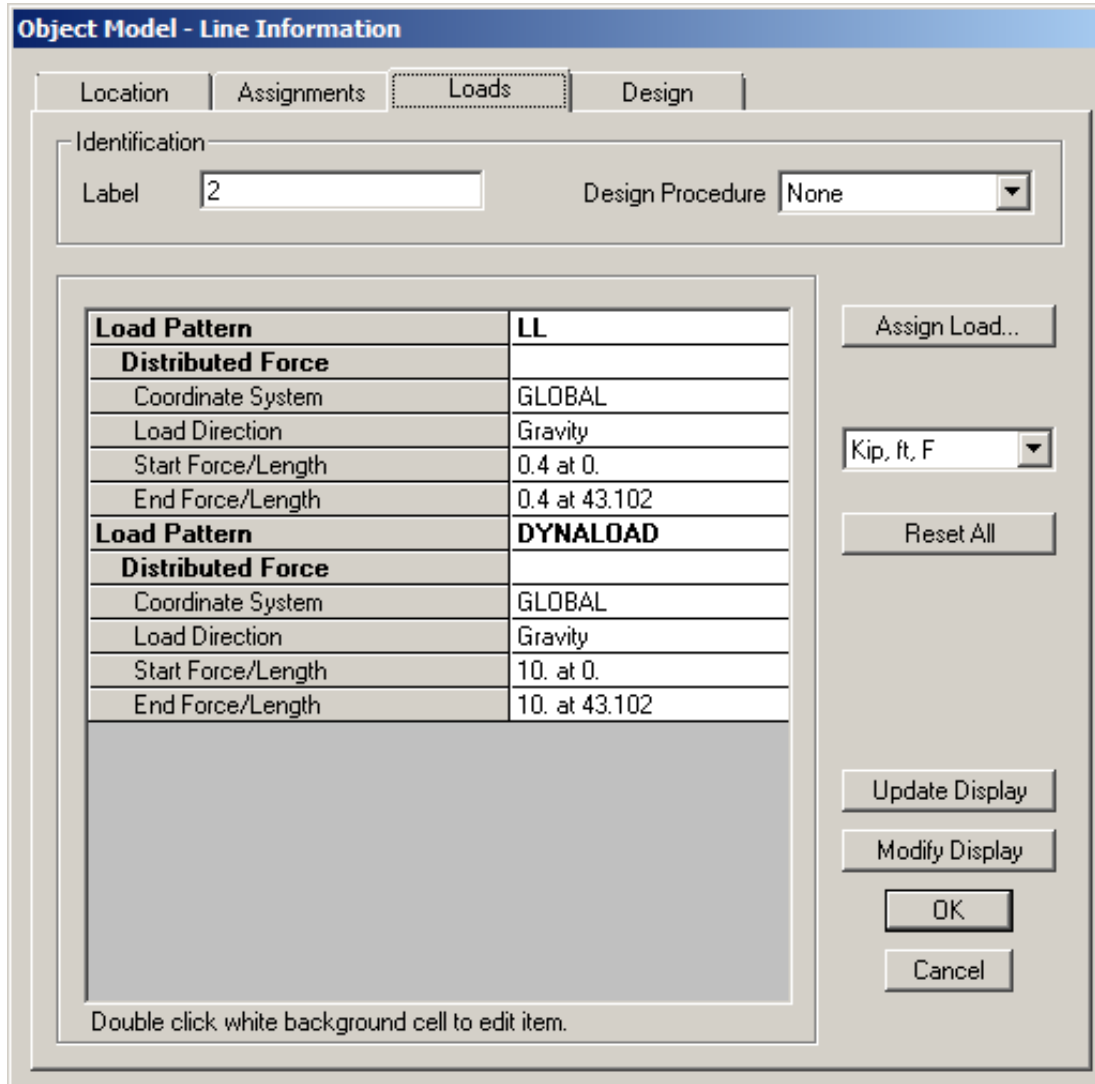 Object Model - Line Information
Location Assignments Loads Design
Identification
Label 2 Design Procedure None
Load Pattern LL
Distributed Force
Coordinate System GLOBAL
Load Direction Gravity
Start Force/Length 0.4 at 0.
End Force/Length 0.4 at 43.102
Load Pattern DYNALOAD
Distributed Force
Coordinate System GLOBAL
Load Direction Gravity
Start Force/Length 10. at 0.
End Force/Length 10. at 43.102
Double click white background cell to edit item.
Assign Load...
Kip, ft, F
Reset All
Update Display
Modify Display
OK
Cancel